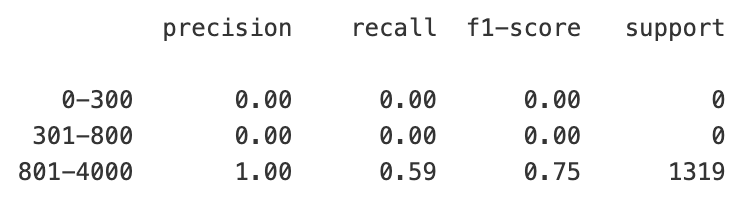 precision recall f1-score support
0-300 0.00 0.00 0.00 0
301-800 0.00 0.00 0.00 0
801-4000 1.00 0.59 0.75 1319